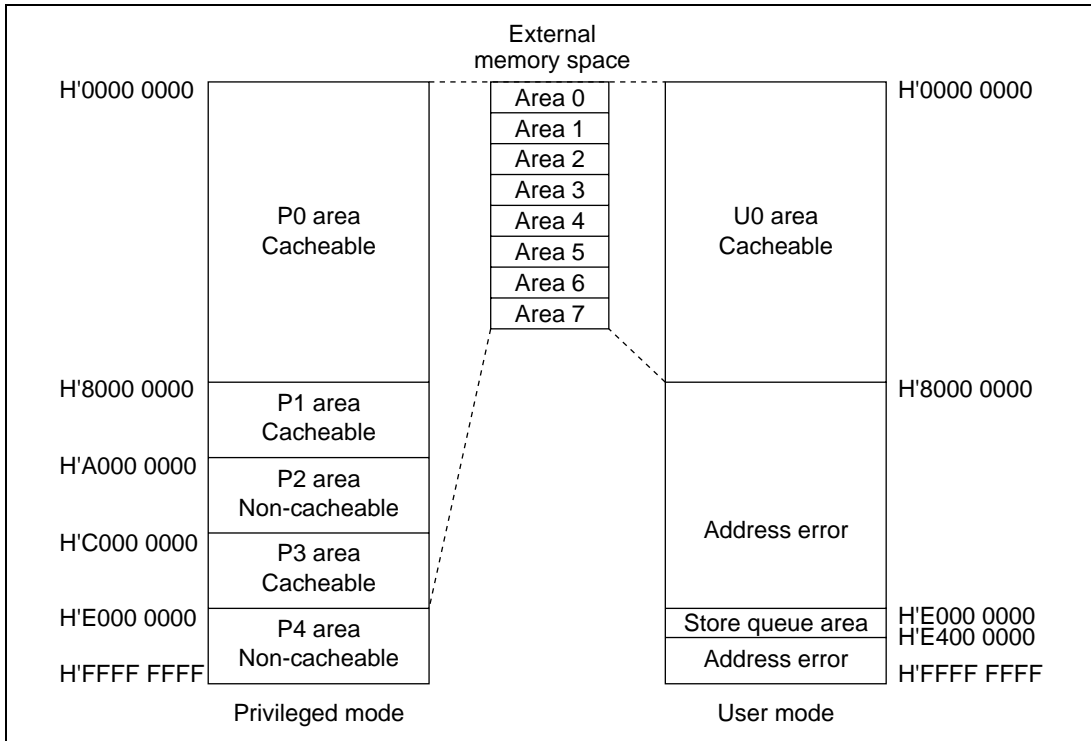 External
memory space
H'0000 0000
H'0000 0000
Area 0
Area 1
Area 2
Area 3
Area 4
Area 5
Area 6
Area 7
P0 area
Cacheable
U0 area
Cacheable
H'8000 0000
H'8000 0000
P1 area
Cacheable
H'A000 0000
P2 area
Non-cacheable
H'C000 0000
P3 area
Cacheable
Address error
H'E000 0000
P4 area
Non-cacheable
Store queue area
H'E000 0000
H'E400 0000
Address error
H'FFFF FFFF
H'FFFF FFFF
Privileged mode
User mode